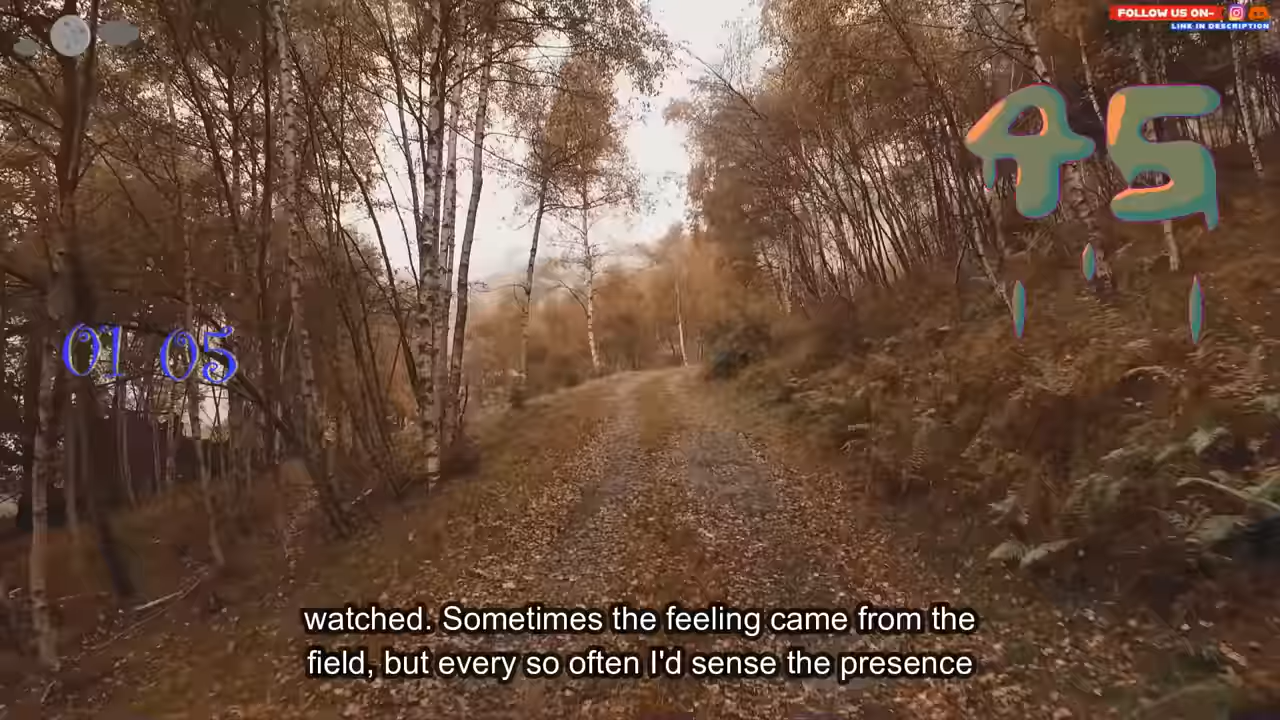 FOLLOW US ON-
LINK IN DESCRIPTION
45
01 05
watched. Sometimes the feeling came from the
field, but every so often I'd sense the presence